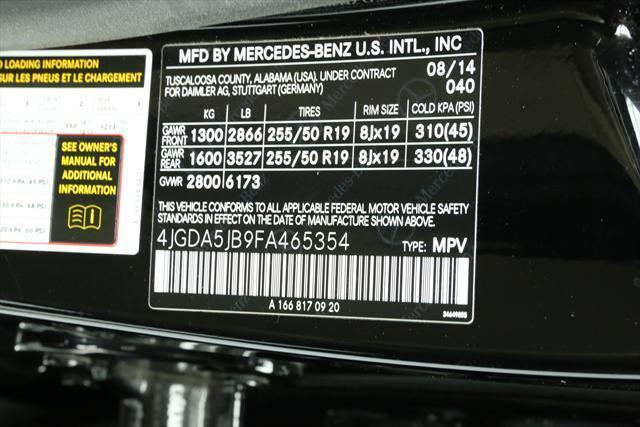 LOADING INFORMATION
SUR LES PNEUS ET LE CHARGEMENT
SEE OWNER'S
MANUAL FOR
ADDITIONAL
INFORMATION
MFD BY MERCEDES-BENZ U.S. INTL., INC
TUSCALOOSA COUNTY, ALABAMA (USA). UNDER CONTRACT 08/14
FOR DAIMLER AG, STUTTGART (GERMANY) 040
KG LB TIRES RIM SIZE COLD KPA (PSI)
GAWR FRONT 1300 2866 255/50 R19 8Jx19 310(45)
GAWR REAR 1600 3527 255/50 R19 8Jx19 330(48)
GVWR 2800 6173
THIS VEHICLE CONFORMS TO ALL APPLICABLE FEDERAL MOTOR VEHICLE SAFETY
STANDARDS IN EFFECT ON THE DATE OF MANUFACTURE SHOWN ABOVE.
4JGDA5JB9FA465354 TYPE: MPV
A 166 817 09 20
34649855